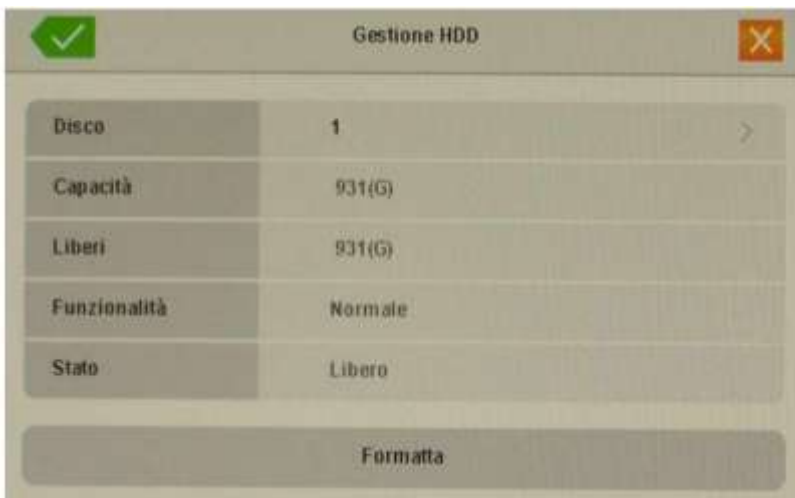 Gestione HDD
Disco 1
Capacità 931(G)
Liberi 931(G)
Funzionalità Normale
Stato Libero
Formatta